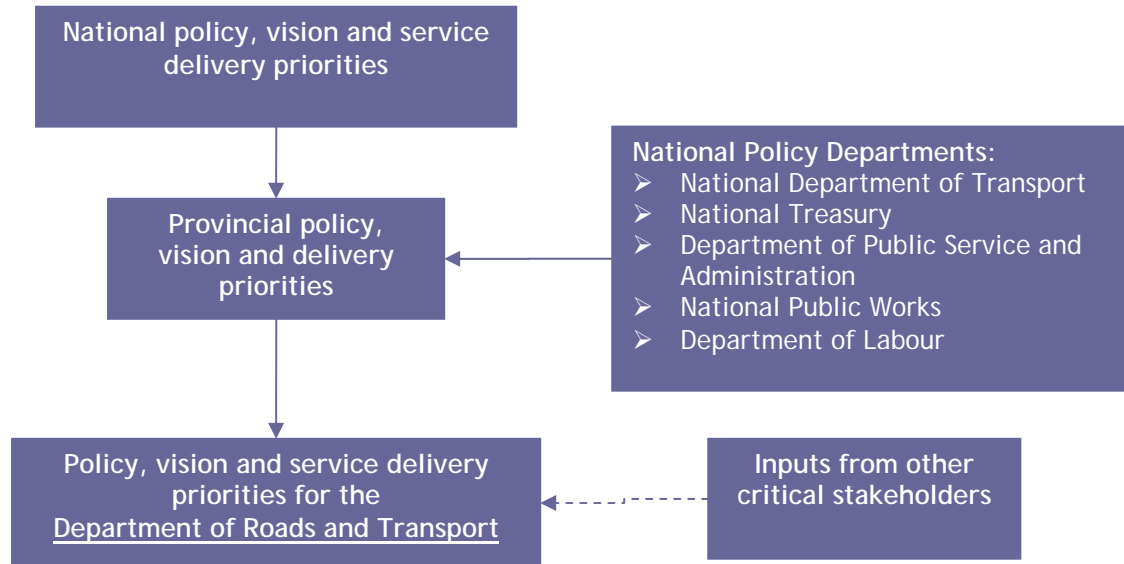 National policy, vision and service
delivery priorities
National Policy Departments:
➢ National Department of Transport
➢ National Treasury
➢ Department of Public Service and
Administration
➢ National Public Works
➢ Department of Labour
Provincial policy,
vision and delivery
priorities
Policy, vision and service delivery
priorities for the
Department of Roads and Transport
Inputs from other
critical stakeholders